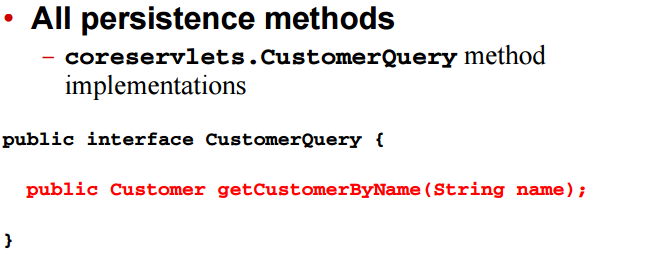 • All persistence methods
– coreservlets.CustomerQuery method
implementations
public interface CustomerQuery {
public Customer getCustomerByName(String name);
}